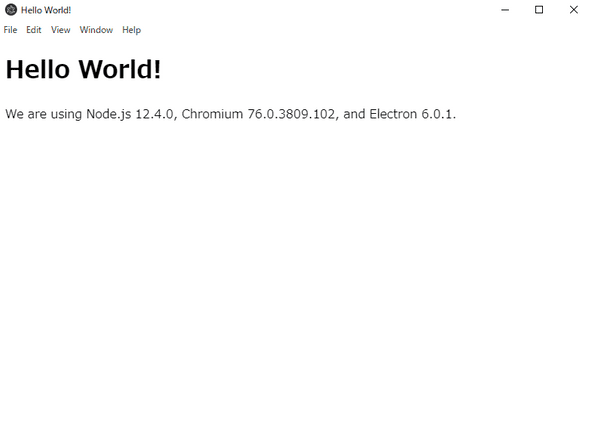 Hello World!
File Edit View Window Help
Hello World!
We are using Node.js 12.4.0, Chromium 76.0.3809.102, and Electron 6.0.1.